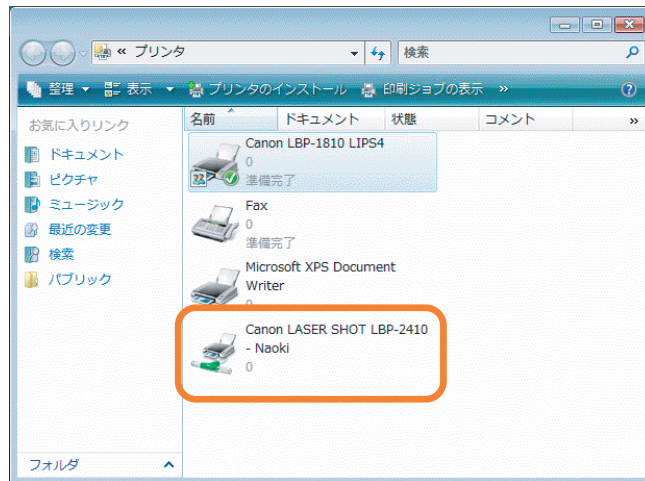 « プリンタ
検索
整理 表示 プリンタのインストール 印刷ジョブの表示 »
お気に入りリンク
ドキュメント
ピクチャ
ミュージック
最近の変更
検索
パブリック
名前 ドキュメント 状態 コメント »
Canon LBP-1810 LIPS4
0
準備完了
Fax
0
準備完了
Microsoft XPS Document
Writer
0
Canon LASER SHOT LBP-2410
- Naoki
0
フォルダ